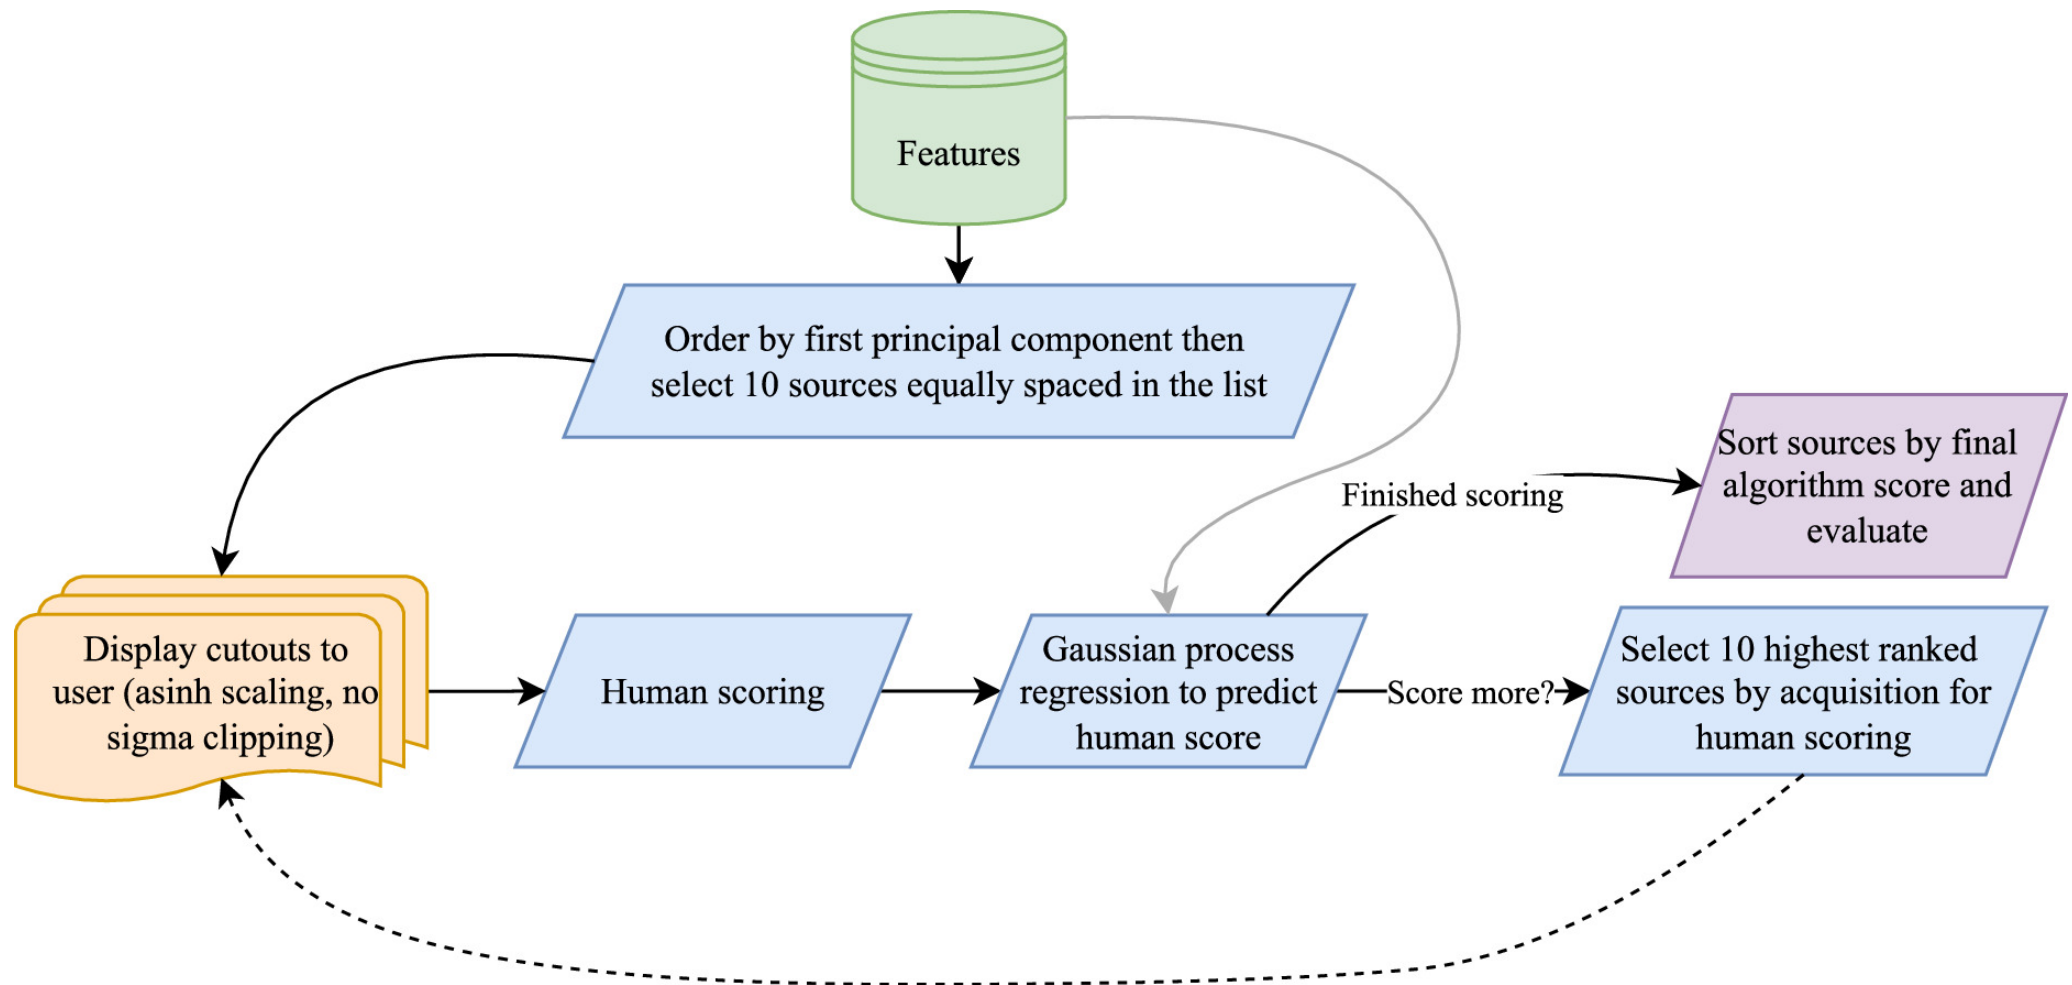 Features
Order by first principal component then
select 10 sources equally spaced in the list
Finished scoring
Sort sources by final
algorithm score and
evaluate
Display cutouts to
user (asinh scaling, no
sigma clipping)
Human scoring
Gaussian process
regression to predict
human score
Score more?
Select 10 highest ranked
sources by acquisition for
human scoring